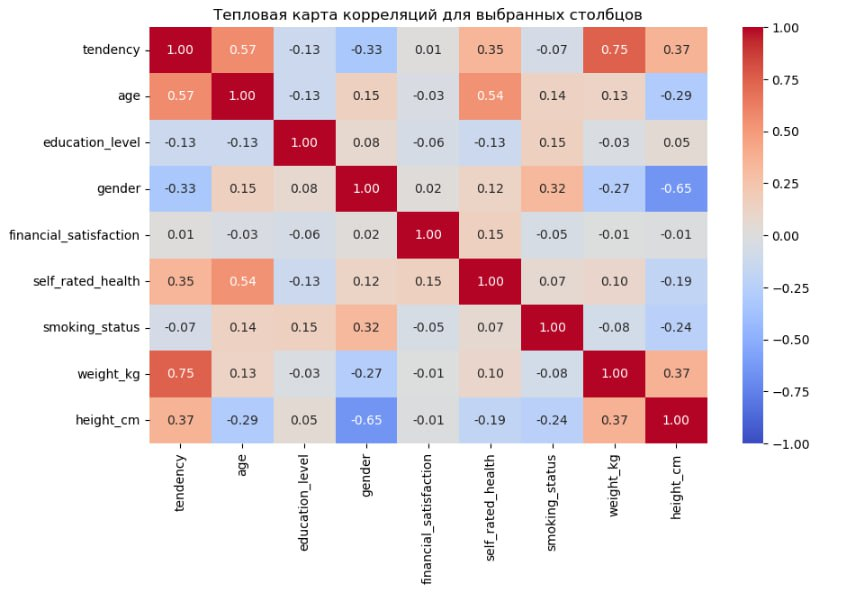 Тепловая карта корреляций для выбранных столбцов
tendency 1.00 0.57 -0.13 -0.33 0.01 0.35 -0.07 0.75 0.37
age 0.57 1.00 -0.13 0.15 -0.03 0.54 0.14 0.13 -0.29
education_level -0.13 -0.13 1.00 0.08 -0.06 -0.13 0.15 -0.03 0.05
gender -0.33 0.15 0.08 1.00 0.02 0.12 0.32 -0.27 -0.65
financial_satisfaction 0.01 -0.03 -0.06 0.02 1.00 0.15 -0.05 -0.01 -0.01
self_rated_health 0.35 0.54 -0.13 0.12 0.15 1.00 0.07 0.10 -0.19
smoking_status -0.07 0.14 0.15 0.32 -0.05 0.07 1.00 -0.08 -0.24
weight_kg 0.75 0.13 -0.03 -0.27 -0.01 0.10 -0.08 1.00 0.37
height_cm 0.37 -0.29 0.05 -0.65 -0.01 -0.19 -0.24 0.37 1.00
tendency
age
education_level
gender
financial_satisfaction
self_rated_health
smoking_status
weight_kg
height_cm
1.00
0.75
0.50
0.25
0.00
−0.25
−0.50
−0.75
−1.00